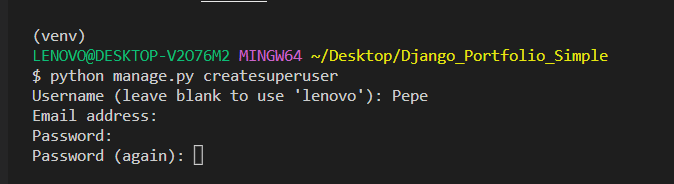 (venv)
LENOVO@DESKTOP-V2O76M2 MINGW64 ~/Desktop/Django_Portfolio_Simple
$ python manage.py createsuperuser
Username (leave blank to use 'lenovo'): Pepe
Email address:
Password:
Password (again):